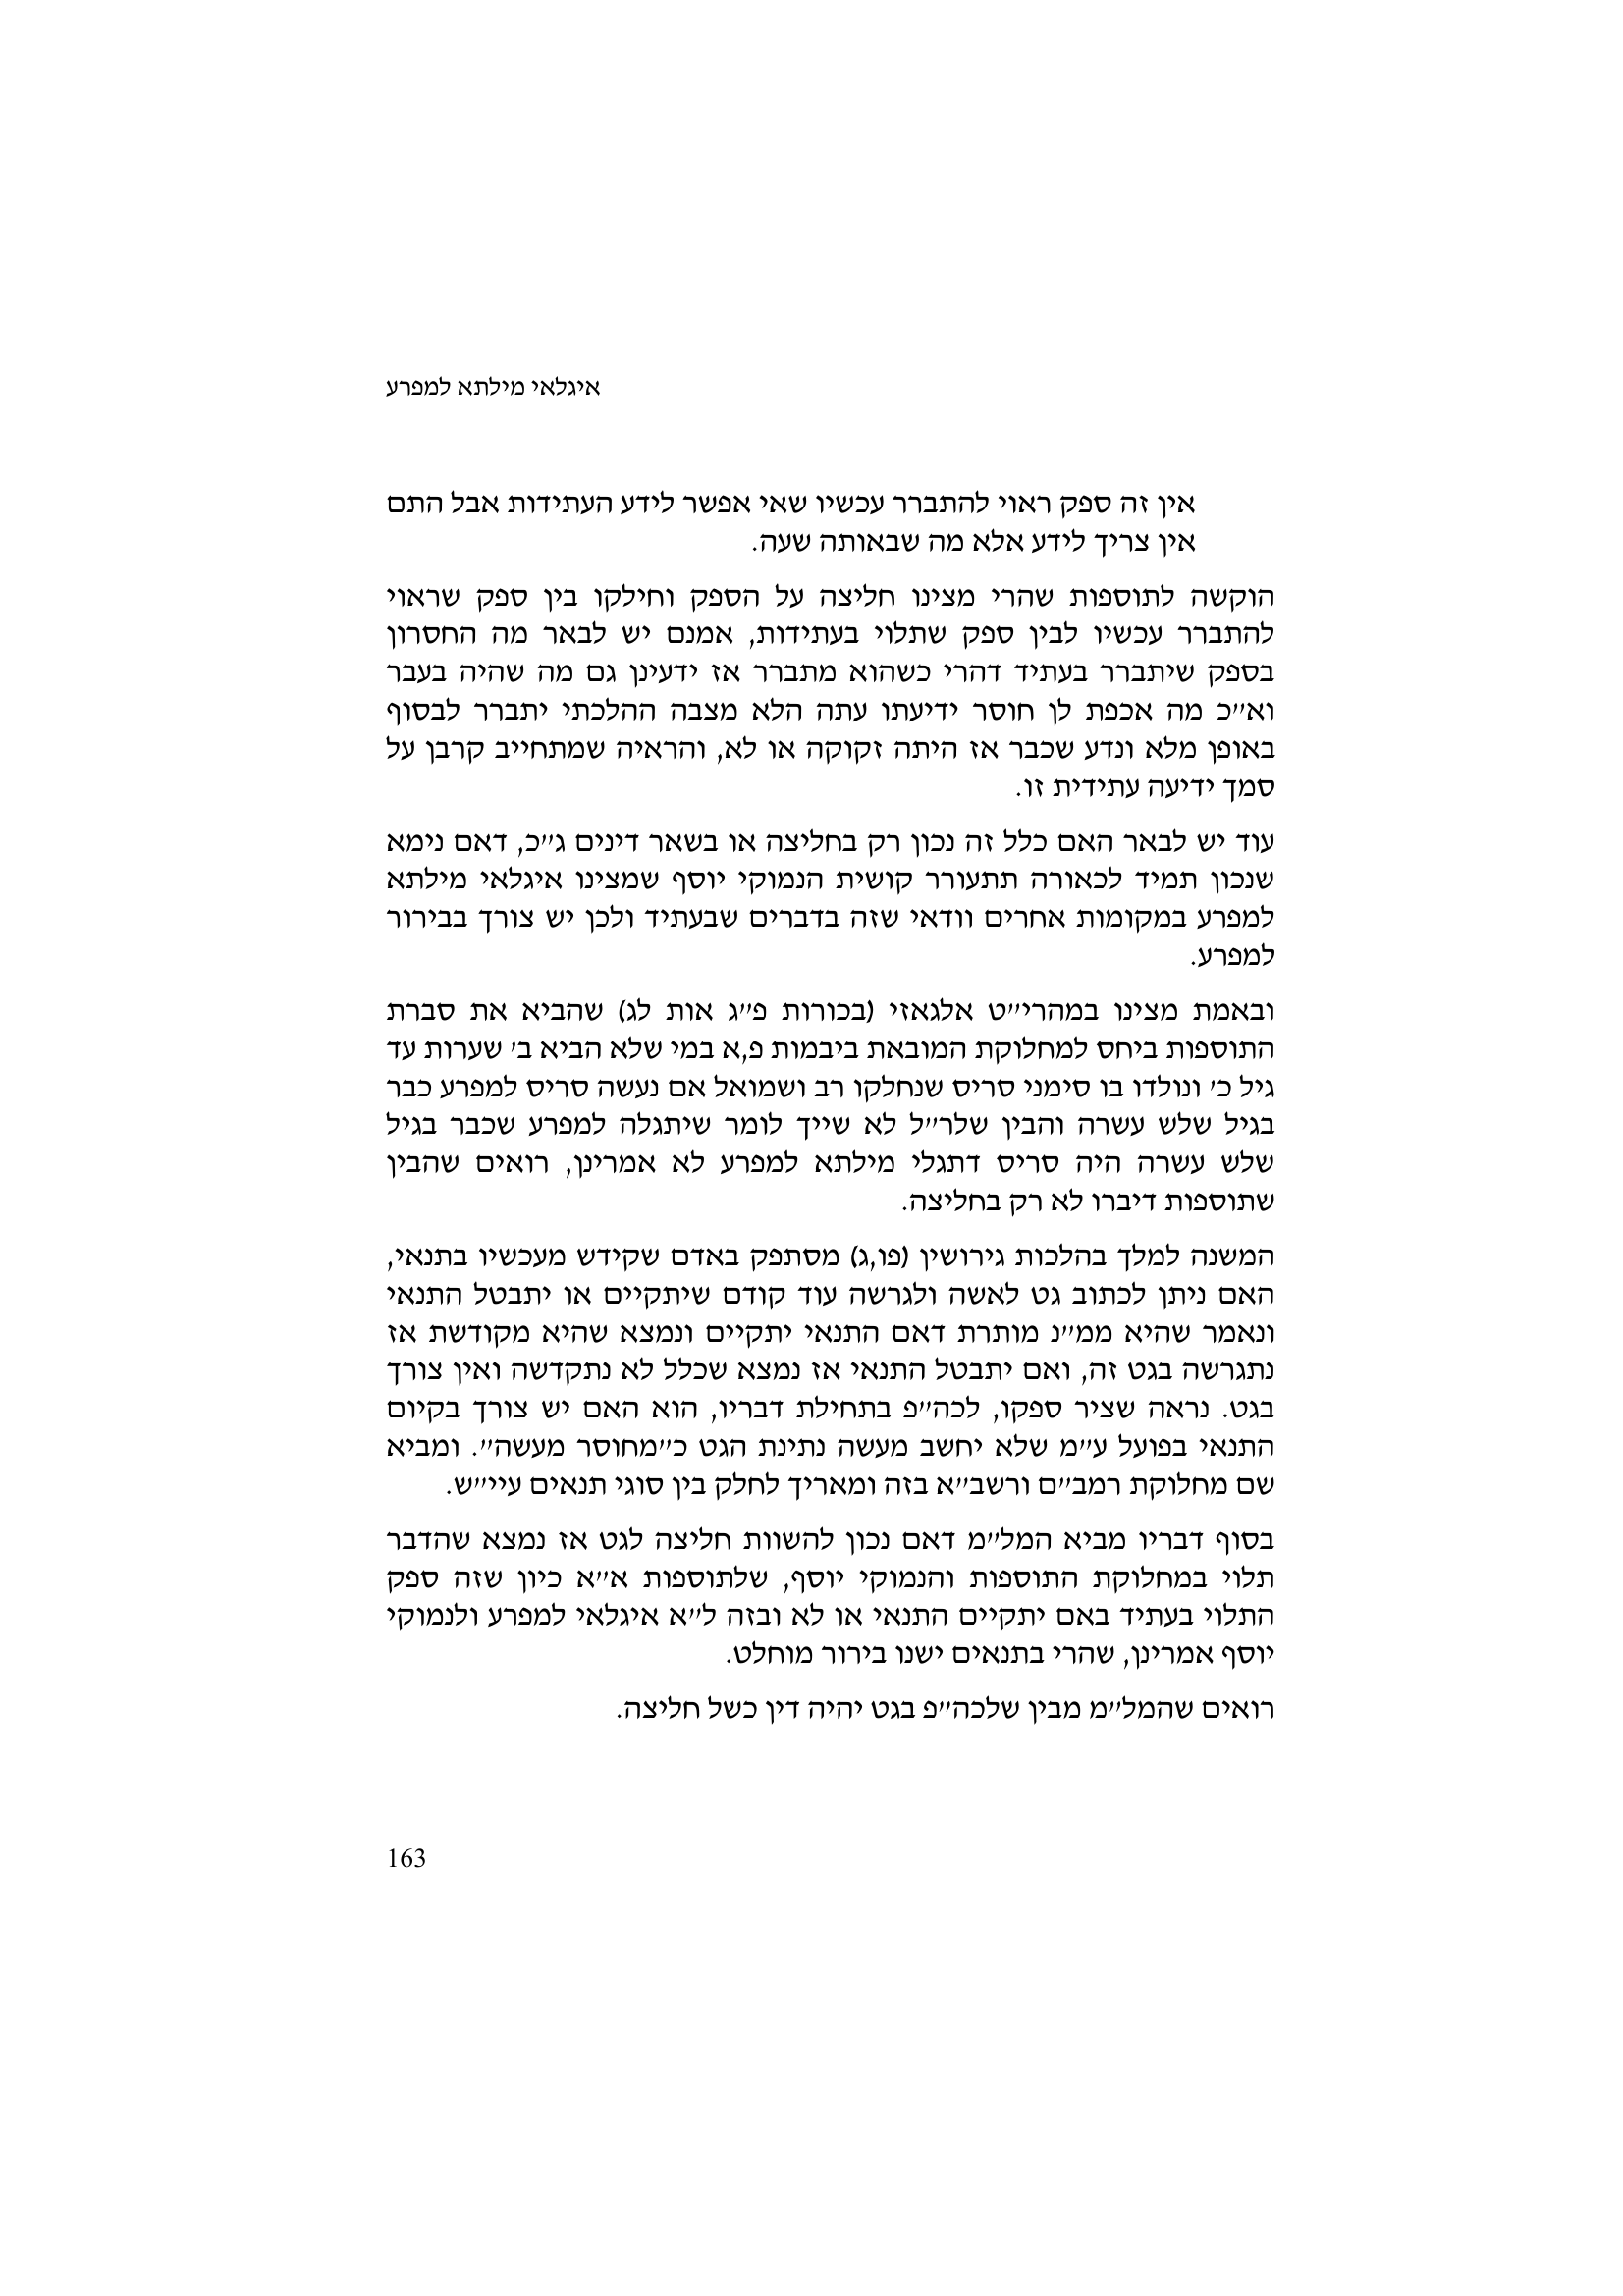 איגלאי מילתא למפרע
אין זה ספק ראוי להתברר עכשיו שאי אפשר לידע העתידות אבל התם
אין צריך לידע אלא מה שבאותה שעה.
הוקשה לתוספות שהרי מצינו חליצה על הספק וחילקו בין ספק שראוי
להתברר עכשיו לבין ספק שתלוי בעתידות, אמנם יש לבאר מה החסרון
בספק שיתברר בעתיד דהרי כשהוא מתברר אז ידעינן גם מה שהיה בעבר
וא״כ מה אכפת לן חוסר ידיעתו עתה הלא מצבה ההלכתי יתברר לבסוף
באופן מלא ונדע שכבר אז היתה זקוקה או לא, והראיה שמתחייב קרבן על
סמך ידיעה עתידית זו.
עוד יש לבאר האם כלל זה נכון רק בחליצה או בשאר דינים ג״כ, דאם נימא
שנכון תמיד לכאורה תתעורר קושית הנמוקי יוסף שמצינו איגלאי מילתא
למפרע במקומות אחרים וודאי שזה בדברים שבעתיד ולכן יש צורך בבירור
למפרע.
ובאמת מצינו במהרי״ט אלגאזי (בכורות פ״ג אות לג) שהביא את סברת
התוספות ביחס למחלוקת המובאת ביבמות פ,א במי שלא הביא ב׳ שערות עד
גיל כ׳ ונולדו בו סימני סריס שנחלקו רב ושמואל אם נעשה סריס למפרע כבר
בגיל שלש עשרה והבין שלר״ל לא שייך לומר שיתגלה למפרע שכבר בגיל
שלש עשרה היה סריס דתגלי מילתא למפרע לא אמרינן, רואים שהבין
שתוספות דיברו לא רק בחליצה.
המשנה למלך בהלכות גירושין (פו,ג) מסתפק באדם שקידש מעכשיו בתנאי,
האם ניתן לכתוב גט לאשה ולגרשה עוד קודם שיתקיים או יתבטל התנאי
ונאמר שהיא ממ״נ מותרת דאם התנאי יתקיים ונמצא שהיא מקודשת אז
נתגרשה בגט זה, ואם יתבטל התנאי אז נמצא שכלל לא נתקדשה ואין צורך
בגט. נראה שציר ספקו, לכה״פ בתחילת דבריו, הוא האם יש צורך בקיום
התנאי בפועל ע״מ שלא יחשב מעשה נתינת הגט כ״מחוסר מעשה״. ומביא
שם מחלוקת רמב״ם ורשב״א בזה ומאריך לחלק בין סוגי תנאים עיי״ש.
בסוף דבריו מביא המל״מ דאם נכון להשוות חליצה לגט אז נמצא שהדבר
תלוי במחלוקת התוספות והנמוקי יוסף, שלתוספות א״א כיון שזה ספק
התלוי בעתיד באם יתקיים התנאי או לא ובזה ל״א איגלאי למפרע ולנמוקי
יוסף אמרינן, שהרי בתנאים ישנו בירור מוחלט.
רואים שהמל״מ מבין שלכה״פ בגט יהיה דין כשל חליצה.
163